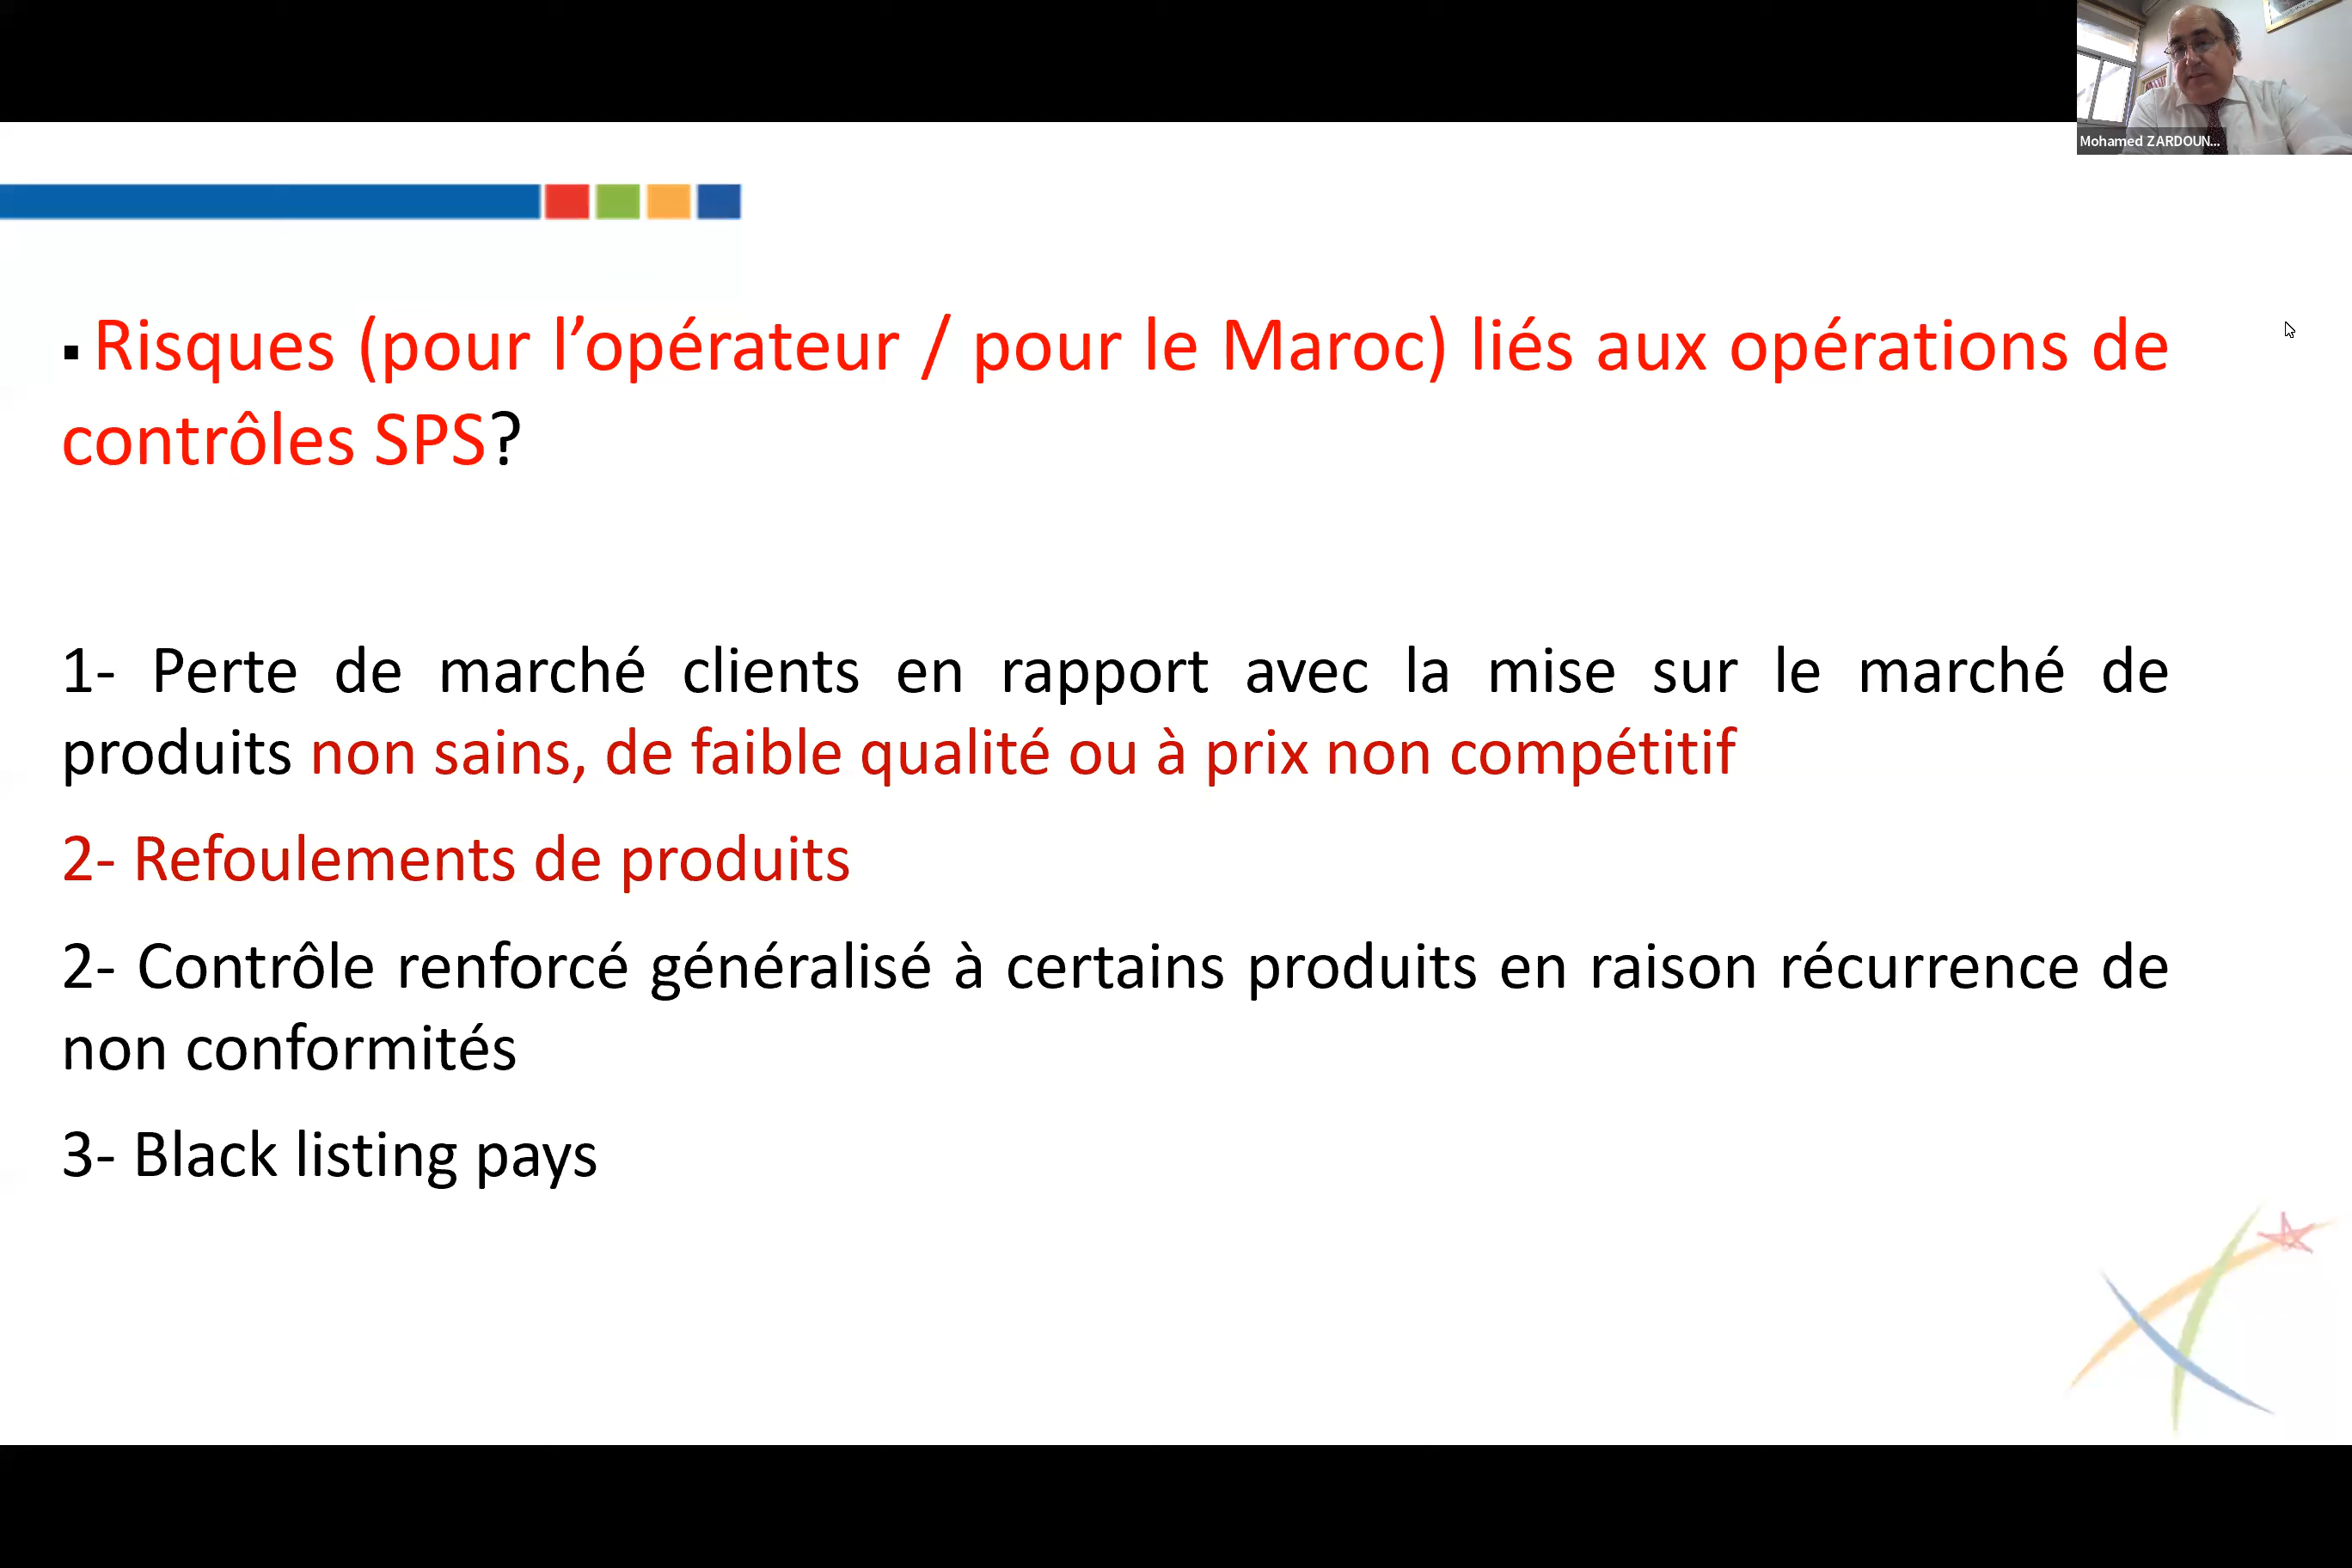 Mohamed ZARDOUN...
▪ Risques (pour l’opérateur / pour le Maroc) liés aux opérations de
contrôles SPS?
1- Perte de marché clients en rapport avec la mise sur le marché de
produits non sains, de faible qualité ou à prix non compétitif
2- Refoulements de produits
2- Contrôle renforcé généralisé à certains produits en raison récurrence de
non conformités
3- Black listing pays